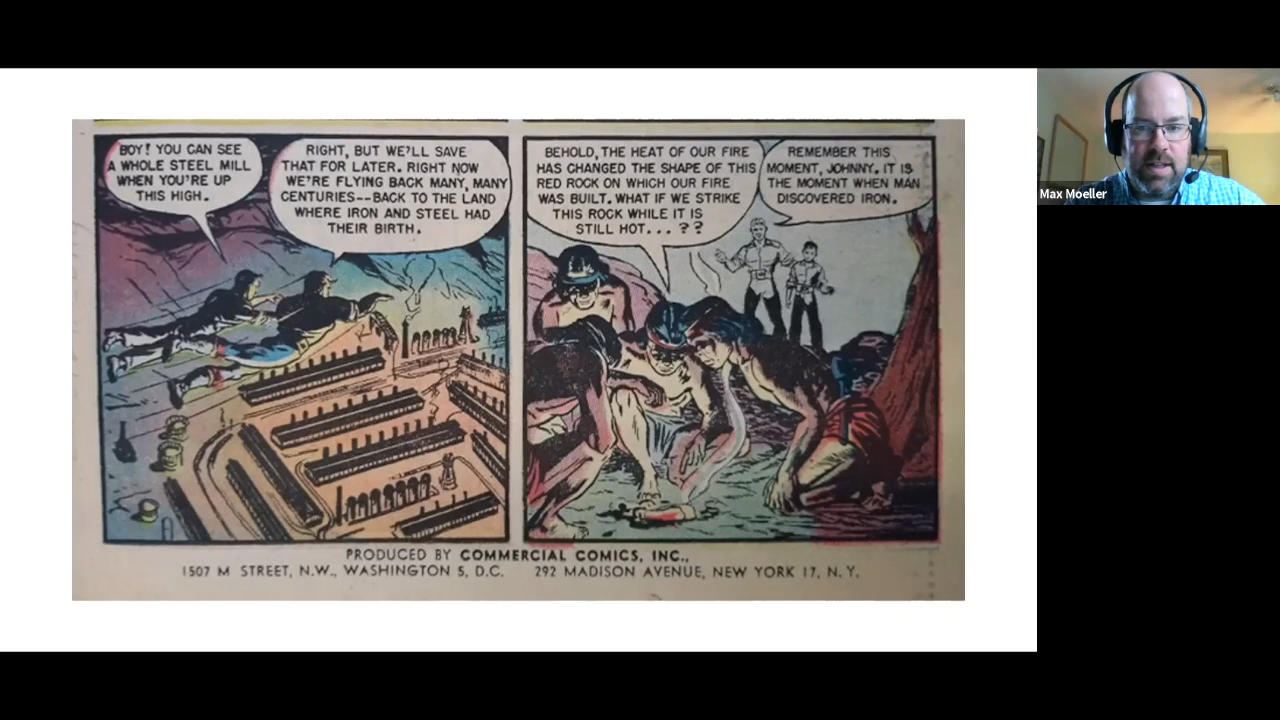 BOY! YOU CAN SEE
A WHOLE STEEL MILL
WHEN YOU'RE UP
THIS HIGH.
RIGHT, BUT WE'LL SAVE
THAT FOR LATER. RIGHT NOW
WE'RE FLYING BACK MANY, MANY
CENTURIES--BACK TO THE LAND
WHERE IRON AND STEEL HAD
THEIR BIRTH.
BEHOLD, THE HEAT OF OUR FIRE
HAS CHANGED THE SHAPE OF THIS
RED ROCK ON WHICH OUR FIRE
WAS BUILT. WHAT IF WE STRIKE
THIS ROCK WHILE IT IS
STILL HOT...??
REMEMBER THIS
MOMENT, JOHNNY. IT IS
THE MOMENT WHEN MAN
DISCOVERED IRON.
PRODUCED BY COMMERCIAL COMICS, INC.,
1507 M STREET, N.W., WASHINGTON 5, D.C. 292 MADISON AVENUE, NEW YORK 17, N.Y.
Max Moeller